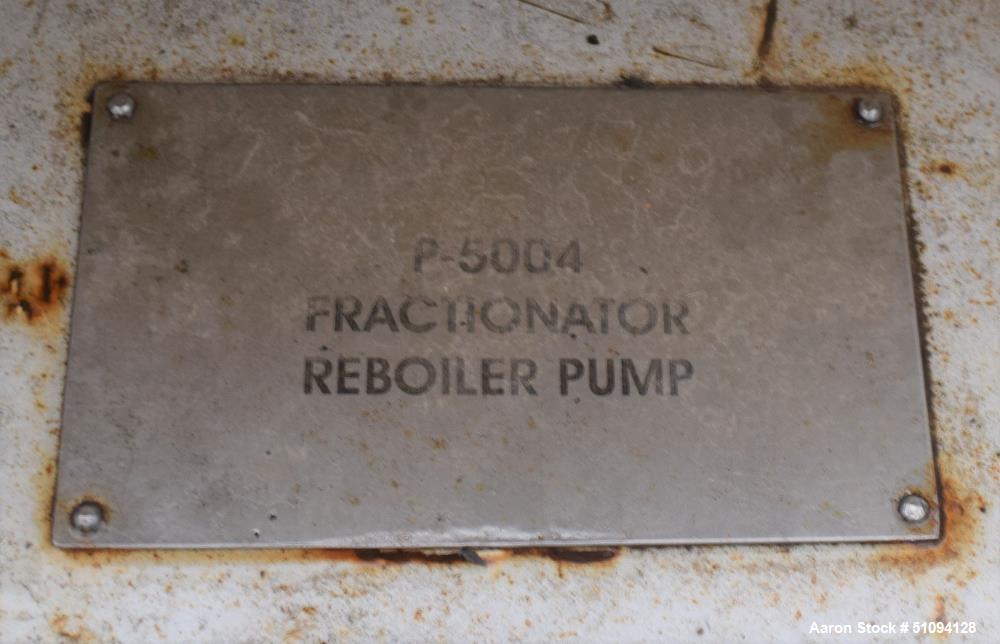 P-5004
FRACTIONATOR
REBOILER PUMP
Aaron Stock # 51094128